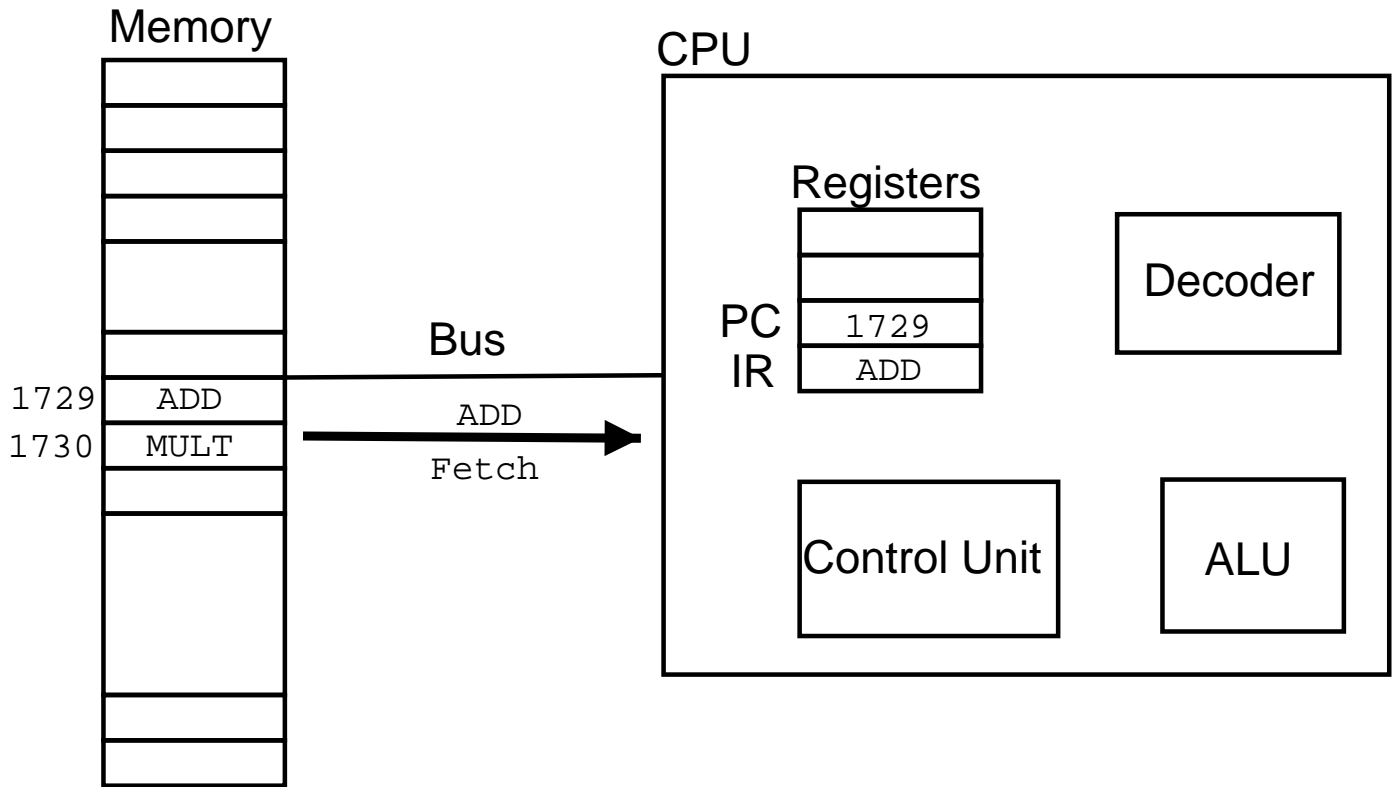 Memory
CPU
Registers
Decoder
PC 1729
IR ADD
Bus
1729 ADD
1730 MULT
ADD
Fetch
Control Unit
ALU